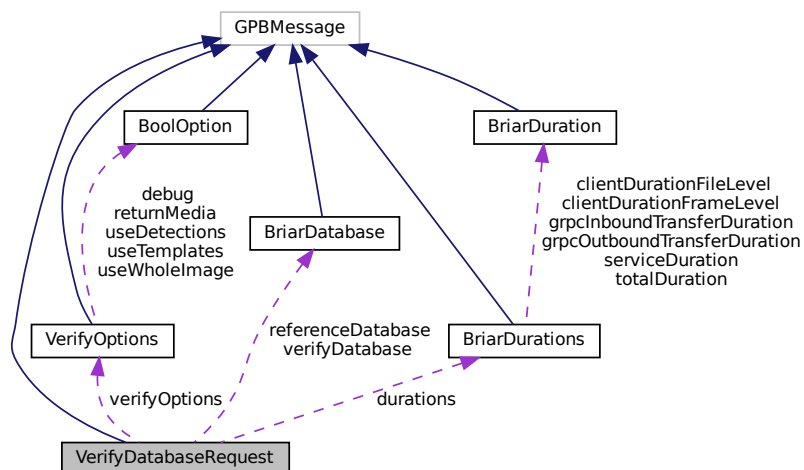 GPBMessage
BoolOption
BriarDuration
debug
returnMedia
useDetections
useTemplates
useWholeImage
clientDurationFileLevel
clientDurationFrameLevel
grpcInboundTransferDuration
grpcOutboundTransferDuration
serviceDuration
totalDuration
BriarDatabase
VerifyOptions
referenceDatabase
verifyDatabase
BriarDurations
verifyOptions
durations
VerifyDatabaseRequest